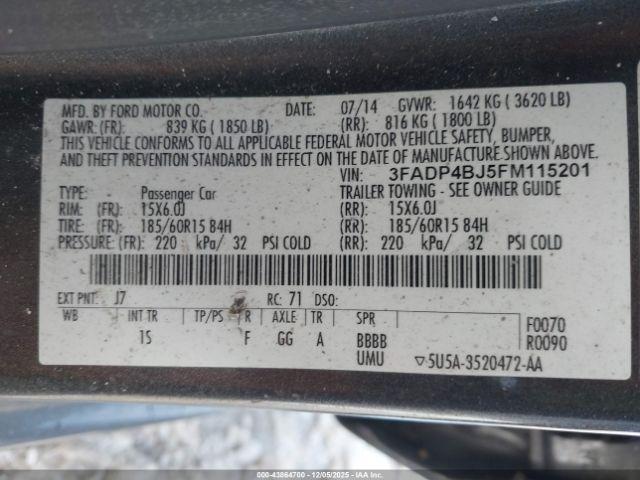 MFD. BY FORD MOTOR CO. DATE: 07/14 GVWR: 1642 KG ( 3620 LB)
GAWR: (FR): 839 KG ( 1850 LB) (RR): 816 KG ( 1800 LB)
THIS VEHICLE CONFORMS TO ALL APPLICABLE FEDERAL MOTOR VEHICLE SAFETY, BUMPER,
AND THEFT PREVENTION STANDARDS IN EFFECT ON THE DATE OF MANUFACTURE SHOWN ABOVE.
VIN: 3FADP4BJ5FM115201
TYPE: Passenger Car TRAILER TOWING - SEE OWNER GUIDE
RIM: (FR): 15X6.0J (RR): 15X6.0J
TIRE: (FR): 185/60R15 84H (RR): 185/60R15 84H
PRESSURE: (FR): 220 kPa/ 32 PSI COLD (RR): 220 kPa/ 32 PSI COLD
EXT PNT: J7 RC: 71 DSO:
WB INT TR TP/PS R AXLE TR SPR F0070
1S F GG A BBBB R0090
UMU ▽5U5A-3520472-AA
000-43864700 - 12/05/2025 - IAAI.CA